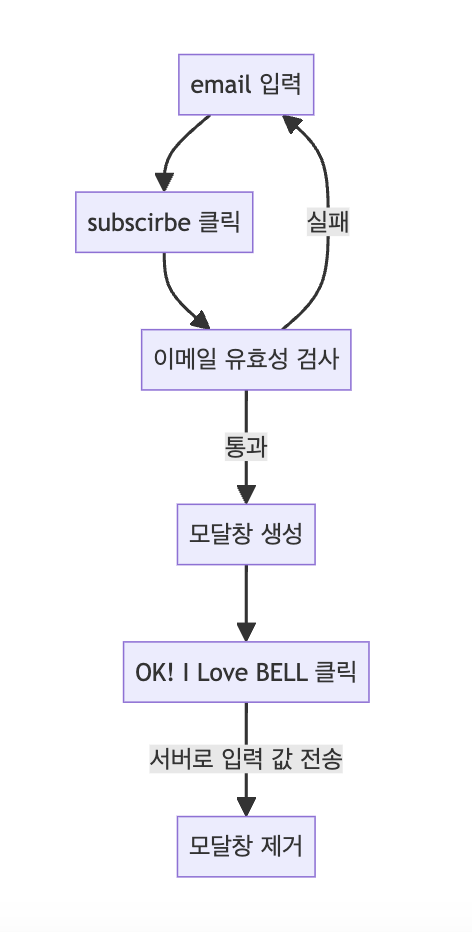 email 입력
subscirbe 클릭
실패
이메일 유효성 검사
통과
모달창 생성
OK! I Love BELL 클릭
서버로 입력 값 전송
모달창 제거